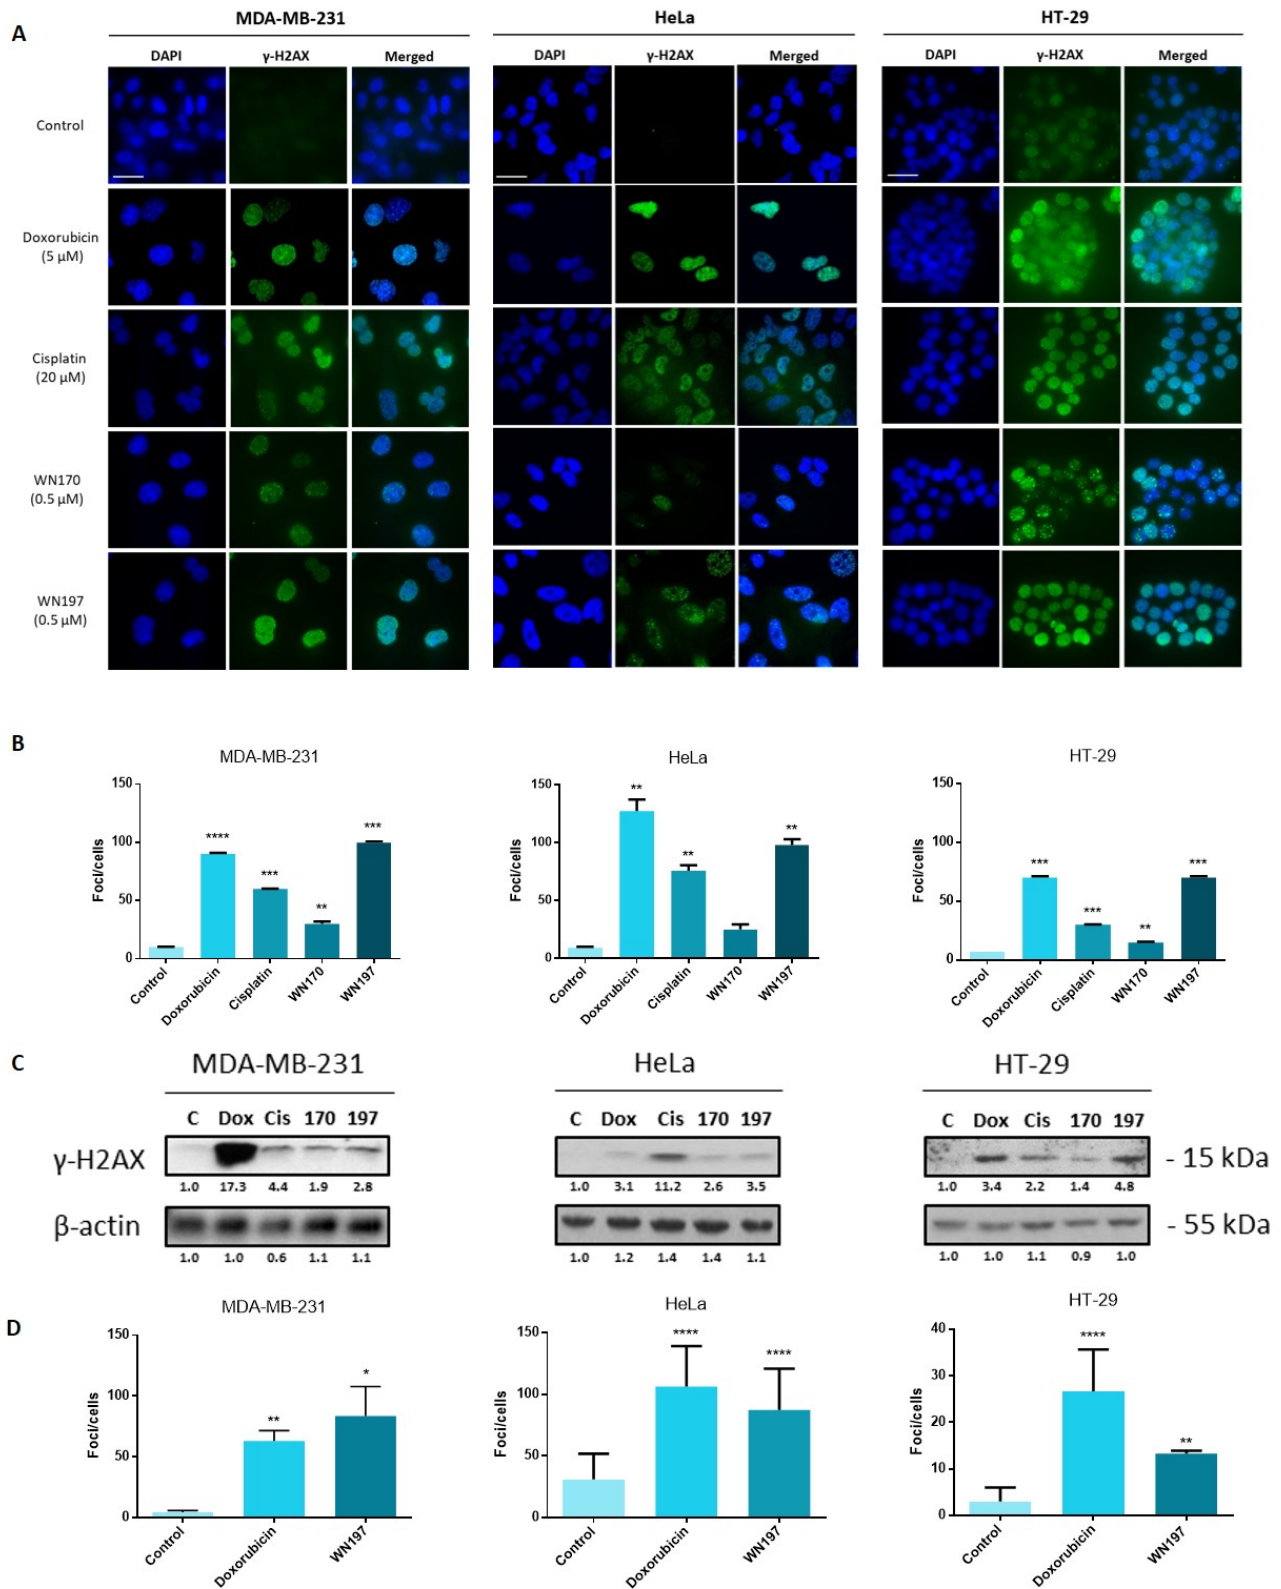 A
MDA-MB-231 HeLa HT-29
DAPI γ-H2AX Merged DAPI γ-H2AX Merged DAPI γ-H2AX Merged
Control
Doxorubicin
(5 μM)
Cisplatin
(20 μM)
WN170
(0.5 μM)
WN197
(0.5 μM)
B
MDA-MB-231
Foci/cells
150
100
50
0
**** *** ** ***
Control Doxorubicin Cisplatin WN170 WN197
HeLa
Foci/cells
150
100
50
0
** ** **
Control Doxorubicin Cisplatin WN170 WN197
HT-29
Foci/cells
150
100
50
0
*** *** ** ***
Control Doxorubicin Cisplatin WN170 WN197
C
MDA-MB-231 HeLa HT-29
C Dox Cis 170 197 C Dox Cis 170 197 C Dox Cis 170 197
γ-H2AX - 15 kDa
1.0 17.3 4.4 1.9 2.8 1.0 3.1 11.2 2.6 3.5 1.0 3.4 2.2 1.4 4.8
β-actin - 55 kDa
1.0 1.0 0.6 1.1 1.1 1.0 1.2 1.4 1.4 1.1 1.0 1.0 1.1 0.9 1.0
D
MDA-MB-231
Foci/cells
150
100
50
0
** *
Control Doxorubicin WN197
HeLa
Foci/cells
150
100
50
0
**** ****
Control Doxorubicin WN197
HT-29
Foci/cells
40
30
20
10
0
**** **
Control Doxorubicin WN197